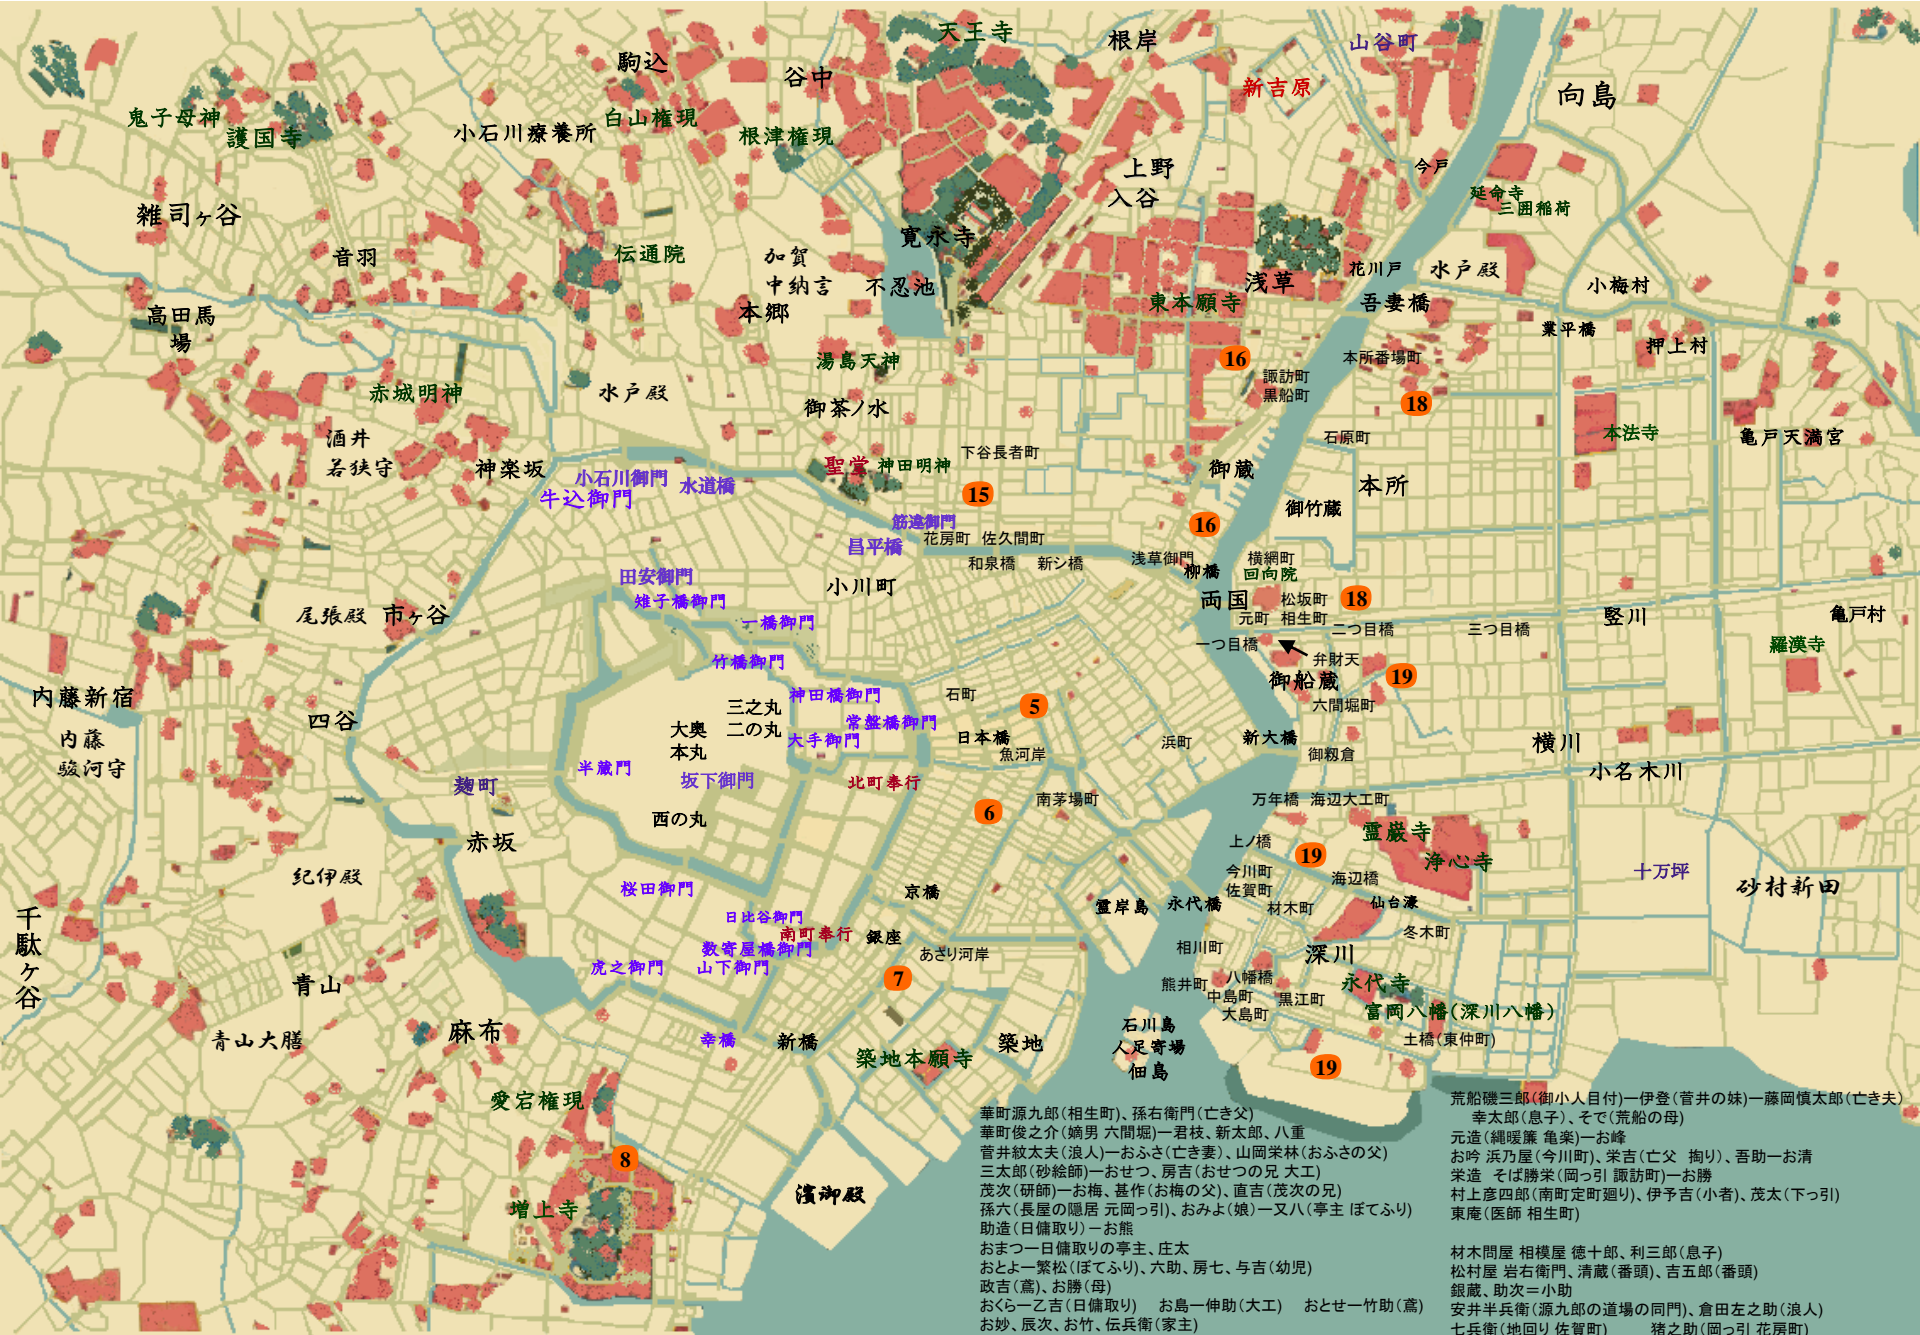 天王寺
根岸
山谷町
駒込
谷中
新吉原
向島
鬼子母神
護国寺
小石川療養所
白山権現
根津権現
上野
入谷
今戸
延命寺
三囲稲荷
雑司ヶ谷
音羽
伝通院
加賀
中納言
寛永寺
不忍池
浅草
花川戸
水戸殿
小梅村
高田馬
場
本郷
東本願寺
吾妻橋
業平橋
押上村
湯島天神
16
本所番場町
諏訪町
黒船町
赤城明神
水戸殿
御茶ノ水
18
酒井
若狭守
神楽坂
下谷長者町
石原町
本法寺
亀戸天満宮
小石川御門
牛込御門
水道橋
聖堂
神田明神
15
御蔵
本所
御竹蔵
筋違御門
昌平橋
花房町
佐久間町
16
和泉橋
新シ橋
浅草御門
柳橋
横網町
回向院
田安御門
雉子橋御門
小川町
両国
松坂町
18
元町
相生町
尾張殿
市ヶ谷
一橋御門
二つ目橋
三つ目橋
竪川
亀戸村
一つ目橋
弁財天
羅漢寺
竹橋御門
御船蔵
19
内藤新宿
神田橋御門
石町
5
六間堀町
四谷
三之丸
二の丸
大奥
本丸
常盤橋御門
大手御門
日本橋
魚河岸
浜町
新大橋
御籾倉
横川
内藤
駿河守
半蔵門
坂下御門
北町奉行
小名木川
麹町
西の丸
6
南茅場町
万年橋
海辺大工町
赤坂
上ノ橋
19
霊巌寺
浄心寺
紀伊殿
桜田御門
京橋
今川町
佐賀町
海辺橋
十万坪
砂村新田
千駄ヶ谷
日比谷御門
南町奉行
銀座
霊岸島
永代橋
材木町
仙台濠
冬木町
数寄屋橋御門
虎之御門
山下御門
あさり河岸
相川町
深川
青山
7
熊井町
八幡橋
中島町
黒江町
大島町
永代寺
富岡八幡(深川八幡)
青山大膳
麻布
幸橋
新橋
築地
石川島
人足寄場
佃島
土橋(東仲町)
築地本願寺
19
愛宕権現
8
増上寺
濱御殿
華町源九郎(相生町)、孫右衛門(亡き父)
華町俊之介(嫡男 六間堀)ー君枝、新太郎、八重
菅井紋太夫(浪人)ーおふさ(亡き妻)、山岡栄林(おふさの父)
三太郎(砂絵師)ーおせつ、房吉(おせつの兄 大工)
茂次(研師)ーお梅、甚作(お梅の父)、直吉(茂次の兄)
孫六(長屋の隠居 元岡っ引)、おみよ(娘)ー又八(亭主 ぼてふり)
助造(日傭取り)ーお熊
おまつー日傭取りの亭主、庄太
おとよー繁松(ぼてふり)、六助、房七、与吉(幼児)
政吉(鳶)、お勝(母)
おくらー乙吉(日傭取り)　お島ー伸助(大工)　おとせー竹助(鳶)
お妙、辰次、お竹、伝兵衛(家主)
荒船磯三郎(御小人目付)ー伊登(菅井の妹)ー藤岡慎太郎(亡き夫)
幸太郎(息子)、そで(荒船の母)
元造(縄暖簾 亀楽)ーお峰
お吟 浜乃屋(今川町)、栄吉(亡父 掏り)、吾助ーお清
栄造 そば勝栄(岡っ引 諏訪町)ーお勝
村上彦四郎(南町定町廻り)、伊予吉(小者)、茂太(下っ引)
東庵(医師 相生町)
材木問屋 相模屋 徳十郎、利三郎(息子)
松村屋 岩右衛門、清蔵(番頭)、吉五郎(番頭)
銀蔵、助次＝小助
安井半兵衛(源九郎の道場の同門)、倉田左之助(浪人)
七兵衛(地回り 佐賀町)　猪之助(岡っ引 花房町)